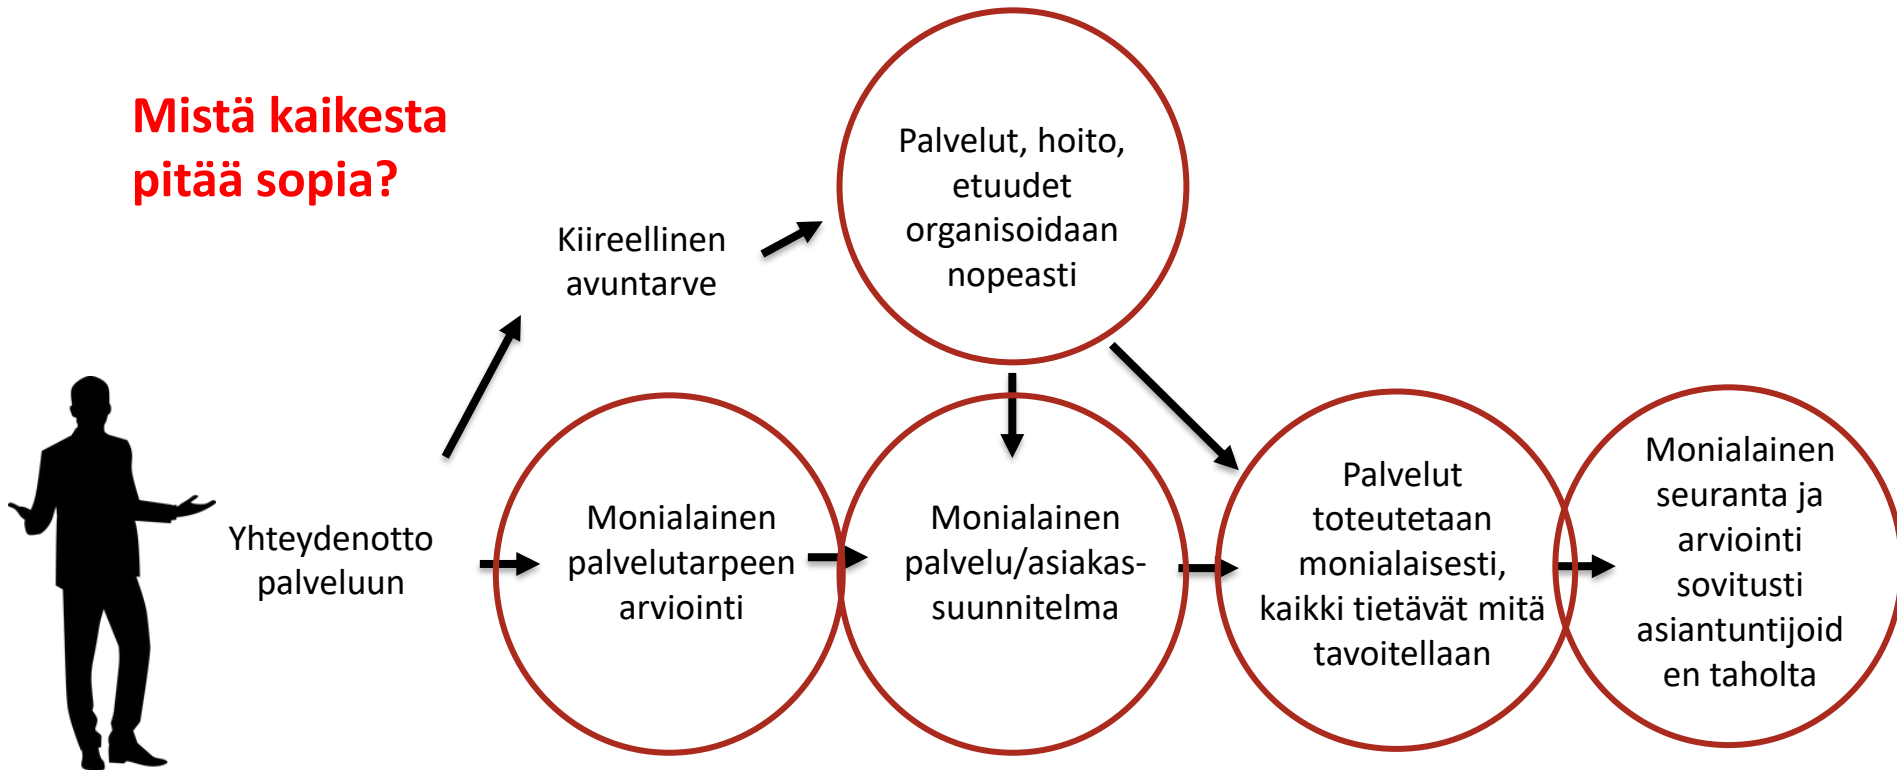 Mistä kaikesta
pitää sopia?
Palvelut, hoito,
etuudet
organisoidaan
nopeasti
Kiireellinen
avuntarve
Yhteydenotto
palveluun
Monialainen
palvelutarpeen
arviointi
Monialainen
palvelu/asiakas-
suunnitelma
Palvelut
toteutetaan
monialaisesti,
kaikki tietävät mitä
tavoitellaan
Monialainen
seuranta ja
arviointi
sovitusti
asiantuntijoid
en taholta